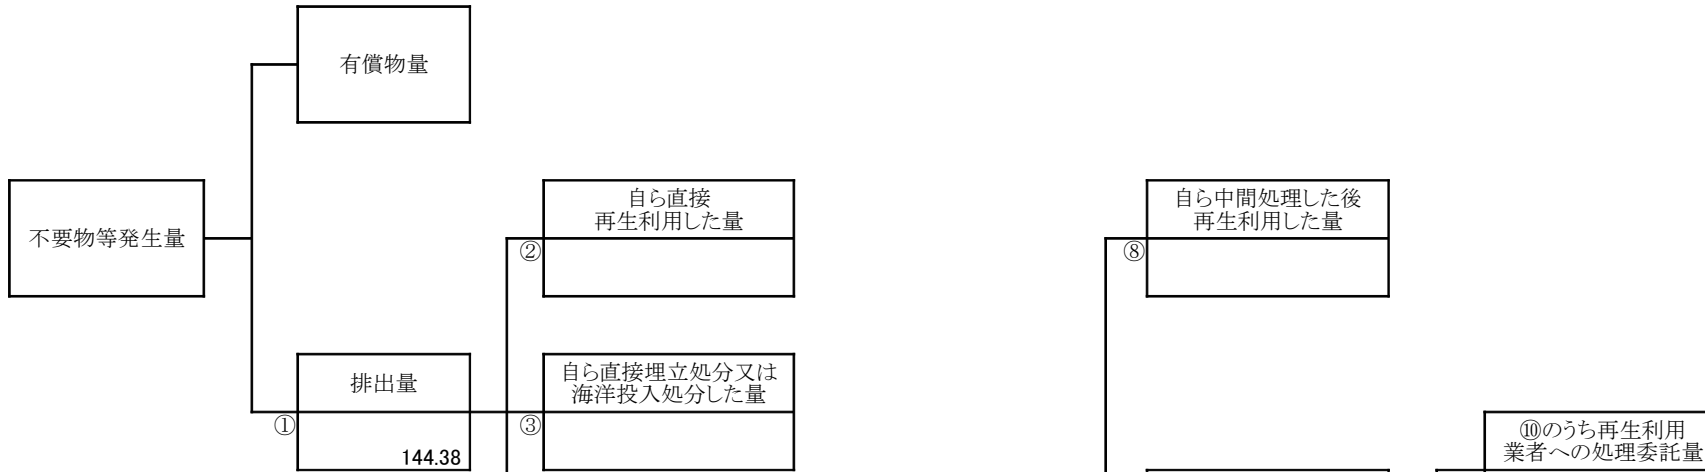 有償物量
不要物等発生量
自ら直接
再生利用した量
②
自ら中間処理した後
再生利用した量
⑧
排出量
①
144.38
自ら直接埋立処分又は
海洋投入処分した量
③
⑩のうち再生利用
業者への処理委託量